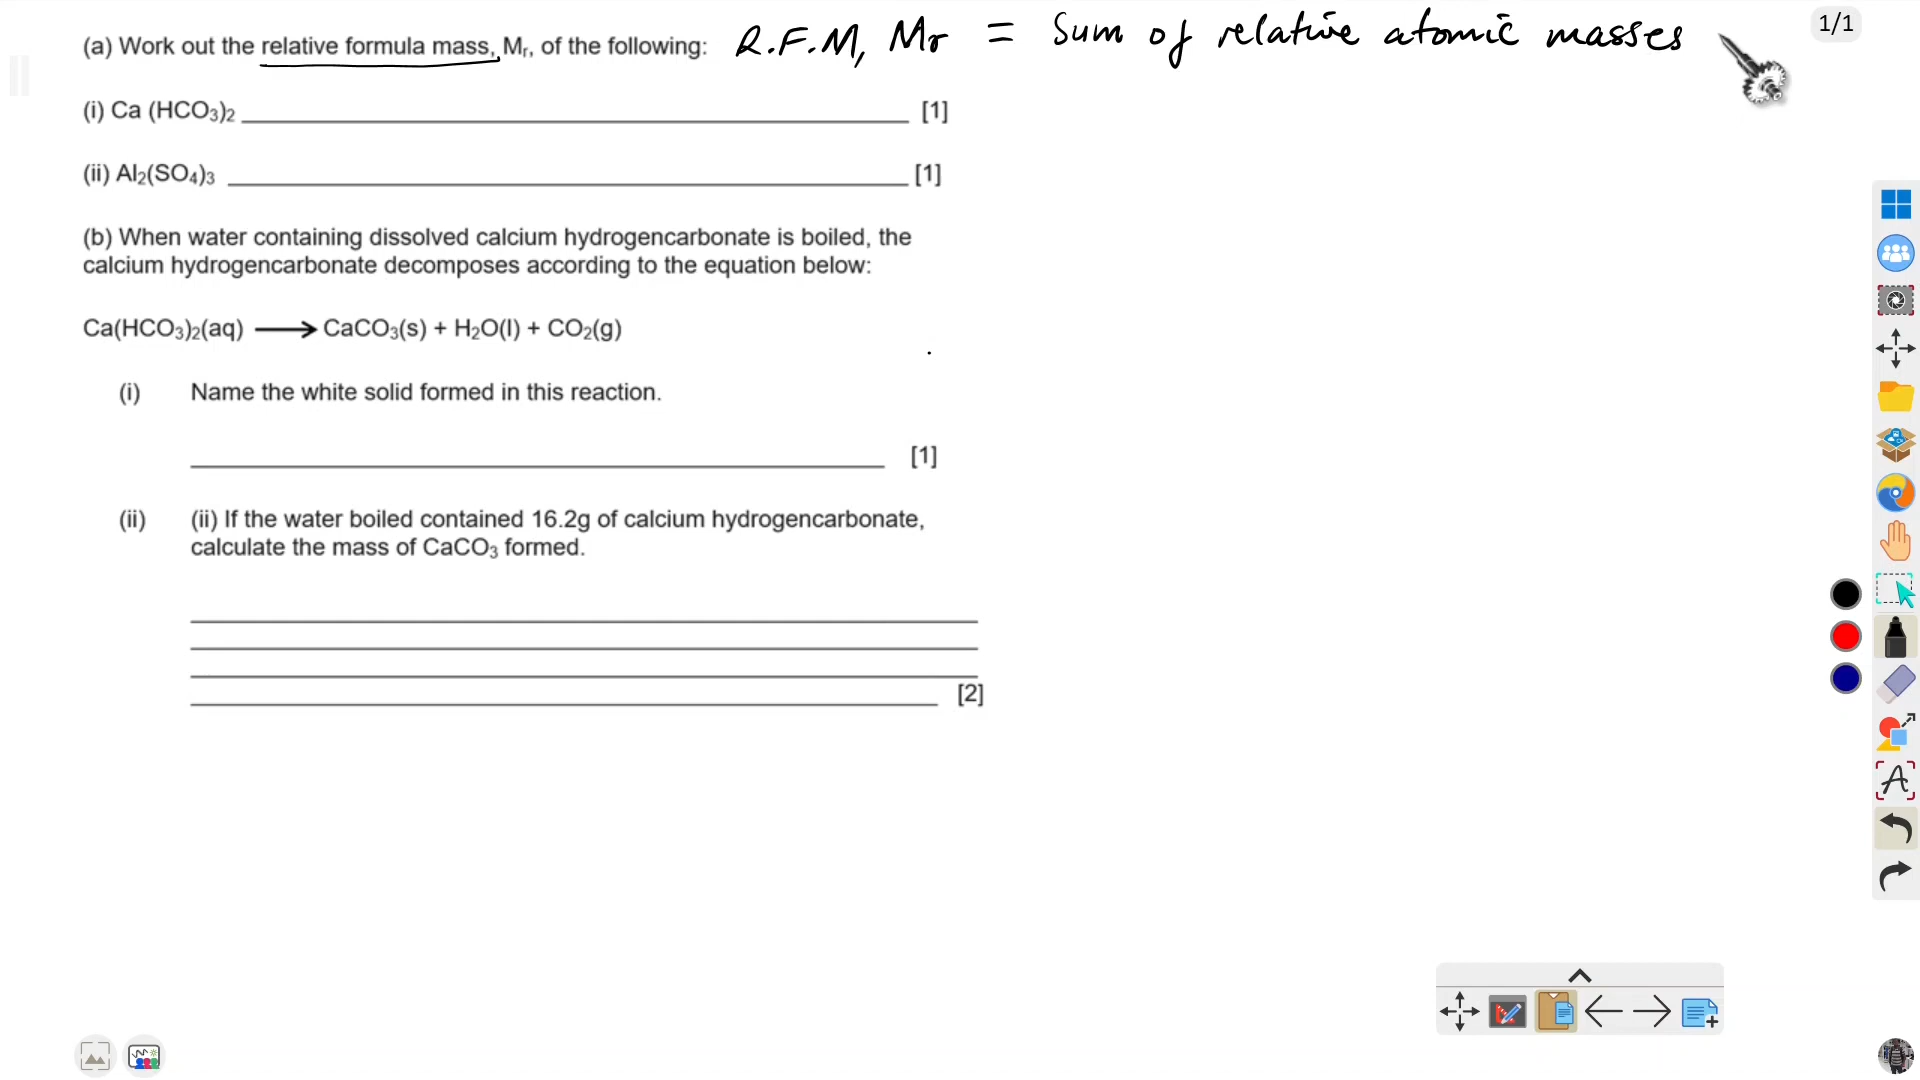 (a) Work out the relative formula mass, Mᵣ, of the following: R.F.M, Mr = Sum of relative atomic masses
1/1
(i) Ca (HCO₃)₂ [1]
(ii) Al₂(SO₄)₃ [1]
(b) When water containing dissolved calcium hydrogencarbonate is boiled, the
calcium hydrogencarbonate decomposes according to the equation below:
Ca(HCO₃)₂(aq) ⟶ CaCO₃(s) + H₂O(l) + CO₂(g)
(i) Name the white solid formed in this reaction.
[1]
(ii) (ii) If the water boiled contained 16.2g of calcium hydrogencarbonate,
calculate the mass of CaCO₃ formed.
[2]